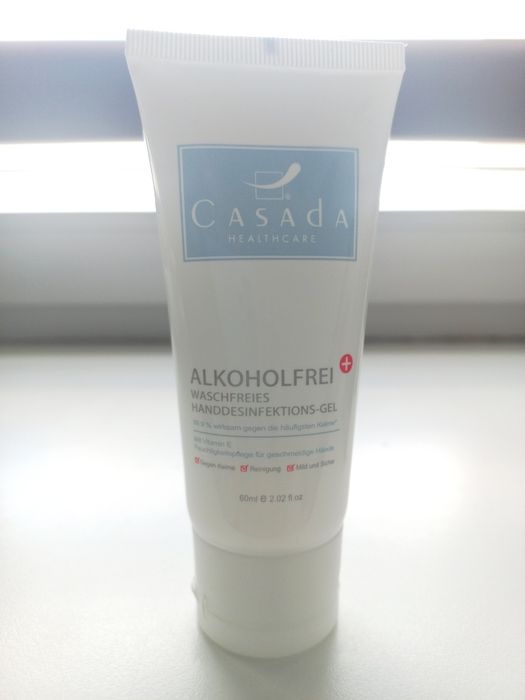 ®
CASADA
HEALTHCARE
ALKOHOLFREI
WASCHFREIES
HANDDESINFEKTIONS-GEL
99,9 % wirksam gegen die häufigsten Keime*
Mit Vitamin E
Feuchtigkeitspflege für geschmeidige Hände
Gegen Keime Reinigung Mild und Sicher
60ml ℮ 2.02 fl.oz